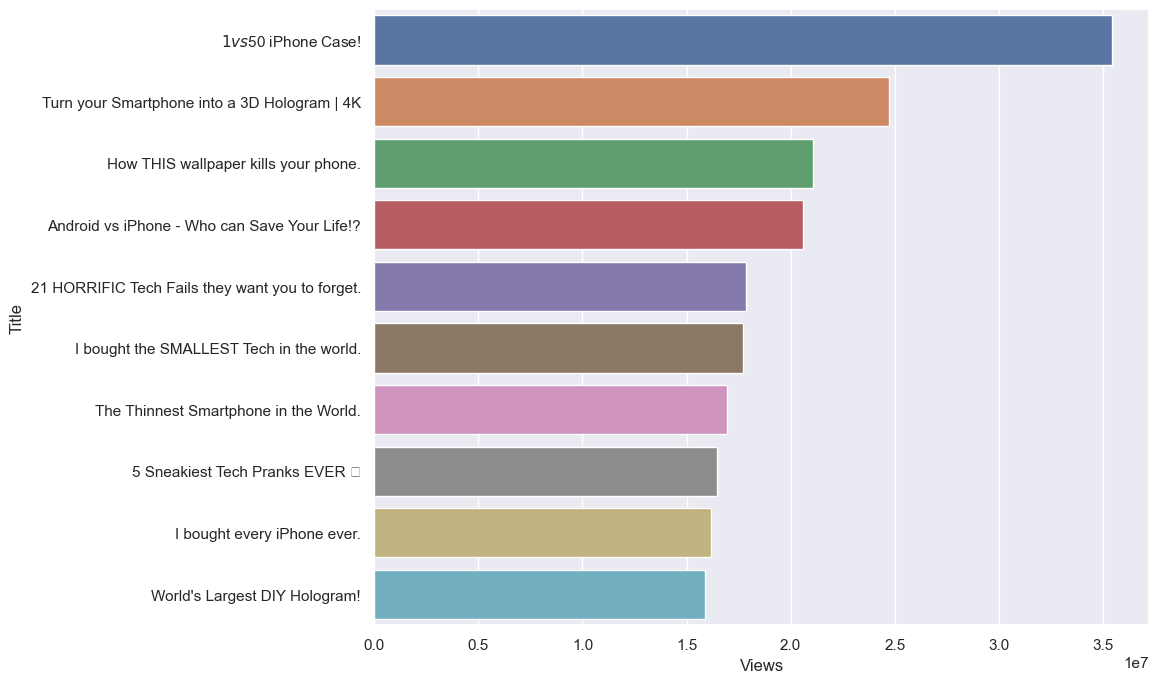 1vs50 iPhone Case!
Turn your Smartphone into a 3D Hologram | 4K
How THIS wallpaper kills your phone.
Android vs iPhone - Who can Save Your Life!?
21 HORRIFIC Tech Fails they want you to forget.
I bought the SMALLEST Tech in the world.
The Thinnest Smartphone in the World.
5 Sneakiest Tech Pranks EVER ▯
I bought every iPhone ever.
World's Largest DIY Hologram!
Title
0.0 0.5 1.0 1.5 2.0 2.5 3.0 3.5
1e7
Views